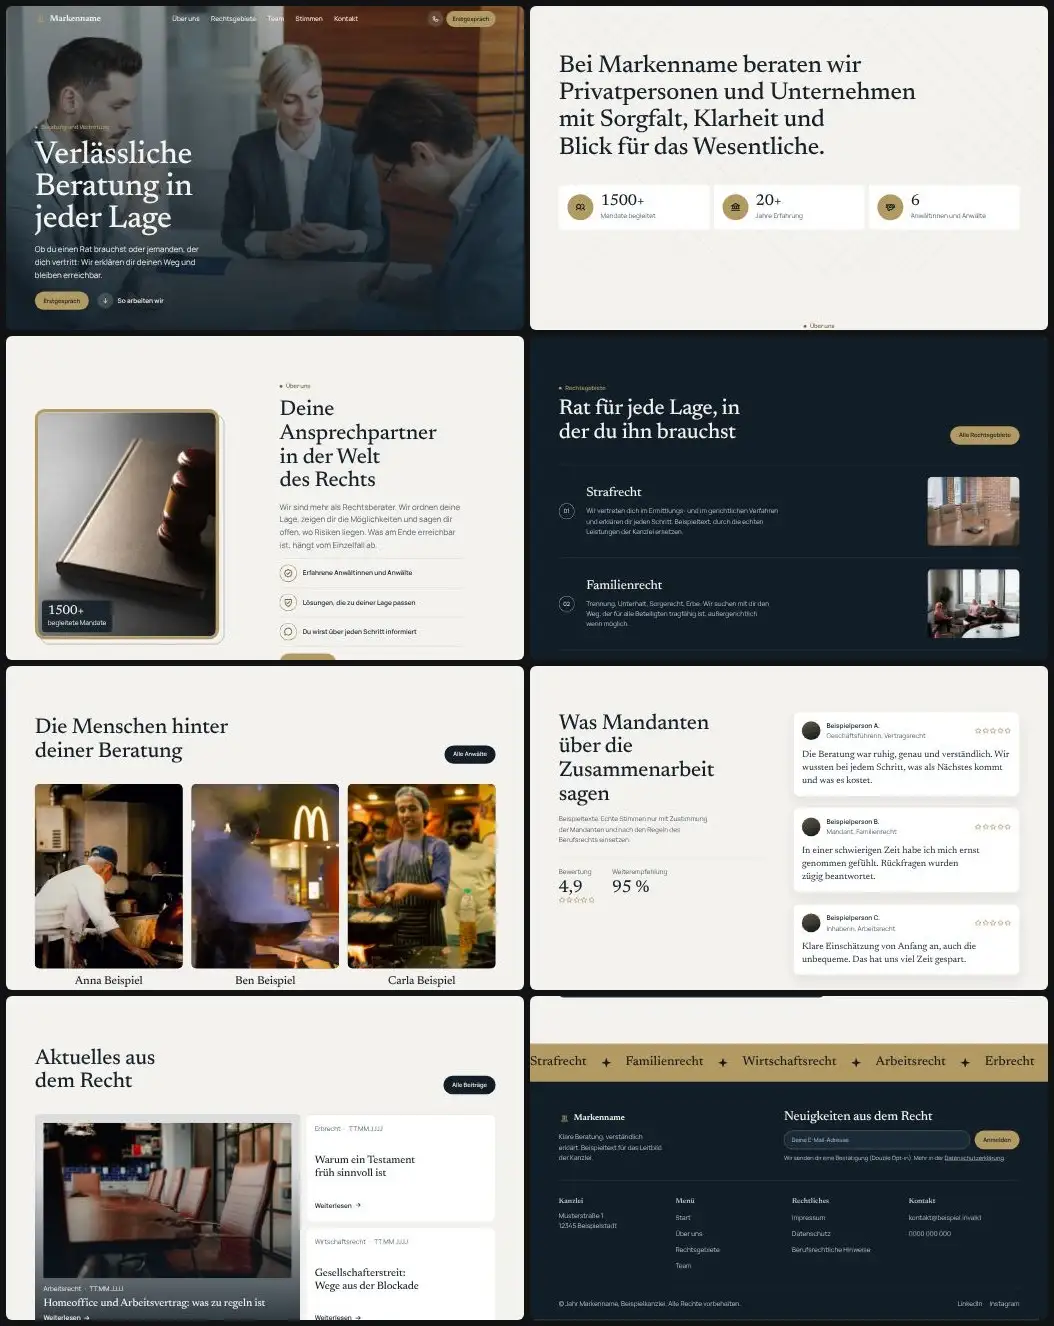 Markenname
Über uns Rechtsgebiete Team Stimmen Kontakt
Erstgespräch
Beratung und Vertretung
Verlässliche
Beratung in
jeder Lage
Ob du einen Rat brauchst oder jemanden, der
dich vertritt: Wir erklären dir deinen Weg und
bleiben erreichbar.
Erstgespräch
So arbeiten wir
Bei Markenname beraten wir
Privatpersonen und Unternehmen
mit Sorgfalt, Klarheit und
Blick für das Wesentliche.
1500+
Mandate begleitet
20+
Jahre Erfahrung
6
Anwältinnen und Anwälte
Über uns
Über uns
Deine
Ansprechpartner
in der Welt
des Rechts
Wir sind mehr als Rechtsberater. Wir ordnen deine
Lage, zeigen dir die Möglichkeiten und sagen dir
offen, wo Risiken liegen. Was am Ende erreichbar
ist, hängt vom Einzelfall ab.
Erfahrene Anwältinnen und Anwälte
Lösungen, die zu deiner Lage passen
Du wirst über jeden Schritt informiert
1500+
begleitete Mandate
Rechtsgebiete
Rat für jede Lage, in
der du ihn brauchst
Alle Rechtsgebiete
01
Strafrecht
Wir vertreten dich im Ermittlungs- und im gerichtlichen Verfahren
und erklären dir jeden Schritt. Beispieltext, durch die echten
Leistungen der Kanzlei ersetzen.
02
Familienrecht
Trennung, Unterhalt, Sorgerecht, Erbe: Wir suchen mit dir den
Weg, der für alle Beteiligten tragfähig ist, außergerichtlich
wenn möglich.
Die Menschen hinter
deiner Beratung
Alle Anwälte
Anna Beispiel
Ben Beispiel
Carla Beispiel
Was Mandanten
über die
Zusammenarbeit
sagen
Beispieltexte. Echte Stimmen nur mit Zustimmung
der Mandanten und nach den Regeln des
Berufsrechts einsetzen.
Bewertung
4,9
Weiterempfehlung
95 %
Beispielperson A.
Geschäftsführerin, Vertragsrecht
Die Beratung war ruhig, genau und verständlich. Wir
wussten bei jedem Schritt, was als Nächstes kommt
und was es kostet.
Beispielperson B.
Mandant, Familienrecht
In einer schwierigen Zeit habe ich mich ernst
genommen gefühlt. Rückfragen wurden
zügig beantwortet.
Beispielperson C.
Inhaberin, Arbeitsrecht
Klare Einschätzung von Anfang an, auch die
unbequeme. Das hat uns viel Zeit gespart.
Aktuelles aus
dem Recht
Alle Beiträge
Arbeitsrecht · TT.MM.JJJJ
Homeoffice und Arbeitsvertrag: was zu regeln ist
Weiterlesen
Erbrecht · TT.MM.JJJJ
Warum ein Testament
früh sinnvoll ist
Weiterlesen
Wirtschaftsrecht · TT.MM.JJJJ
Gesellschafterstreit:
Wege aus der Blockade
Weiterlesen
Strafrecht Familienrecht Wirtschaftsrecht Arbeitsrecht Erbrecht
Markenname
Klare Beratung, verständlich
erklärt. Beispieltext für das Leitbild
der Kanzlei.
Neuigkeiten aus dem Recht
Deine E-Mail-Adresse
Anmelden
Wir senden dir eine Bestätigung (Double Opt-in). Mehr in der Datenschutzerklärung.
Kanzlei
Musterstraße 1
12345 Beispielstadt
Menü
Start
Über uns
Rechtsgebiete
Team
Rechtliches
Impressum
Datenschutz
Berufsrechtliche Hinweise
Kontakt
kontakt@beispiel.invalid
0000 000 000
© Jahr Markenname, Beispielkanzlei. Alle Rechte vorbehalten.
LinkedIn Instagram